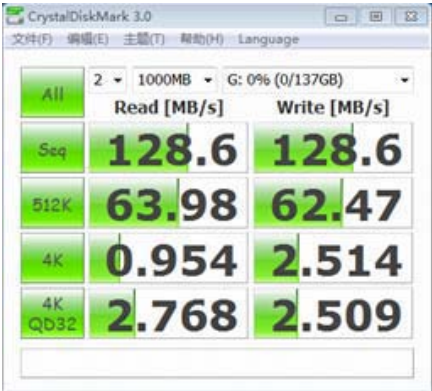 CrystalDiskMark 3.0
文件(F) 编辑(E) 主题(T) 帮助(H) Language
All 2 1000MB G: 0% (0/137GB)
Read [MB/s] Write [MB/s]
Seq 128.6 128.6
512K 63.98 62.47
4K 0.954 2.514
4K QD32 2.768 2.509